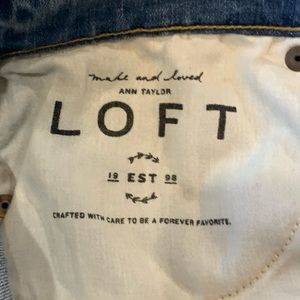 made and loved
ANN TAYLOR
LOFT
19 EST 98
CRAFTED WITH CARE TO BE A FOREVER FAVORITE.